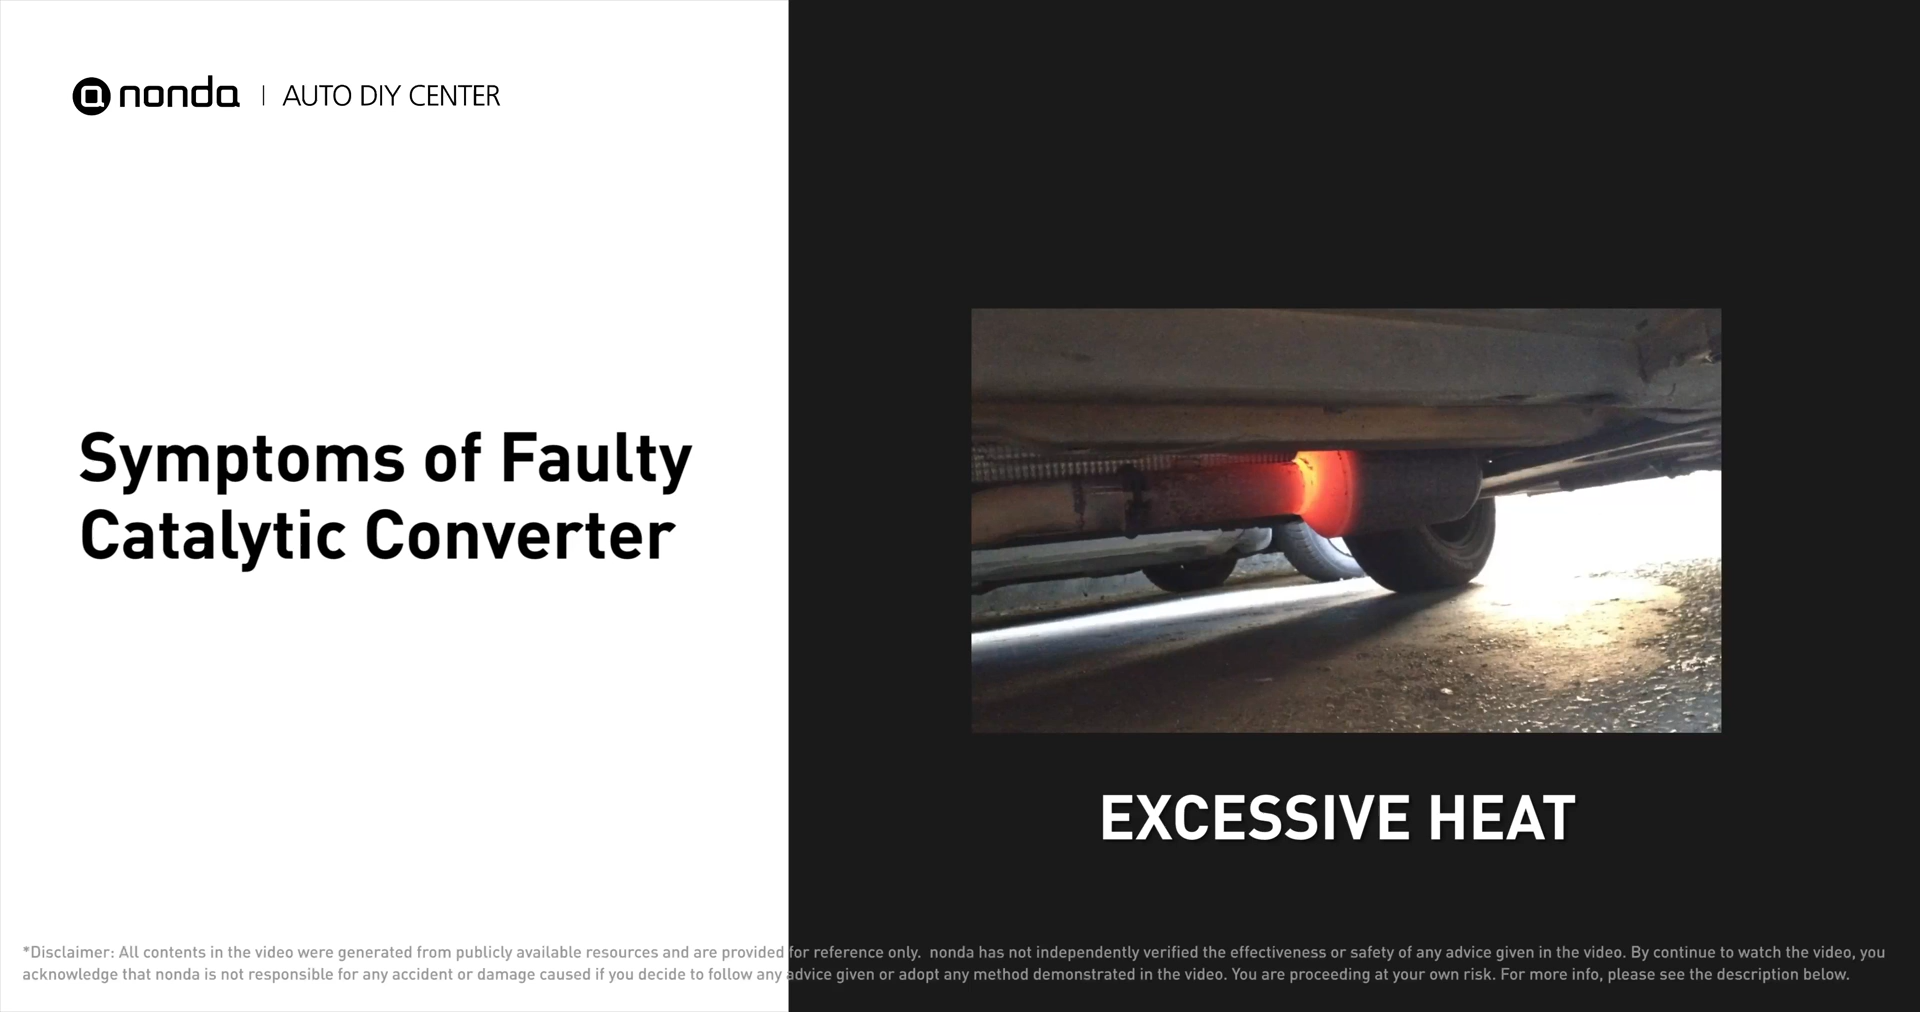 nonda | AUTO DIY CENTER
Symptoms of Faulty
Catalytic Converter
EXCESSIVE HEAT
*Disclaimer: All contents in the video were generated from publicly available resources and are provided for reference only.  nonda has not independently verified the effectiveness or safety of any advice given in the video. By continue to watch the video, you
acknowledge that nonda is not responsible for any accident or damage caused if you decide to follow any advice given or adopt any method demonstrated in the video. You are proceeding at your own risk. For more info, please see the description below.